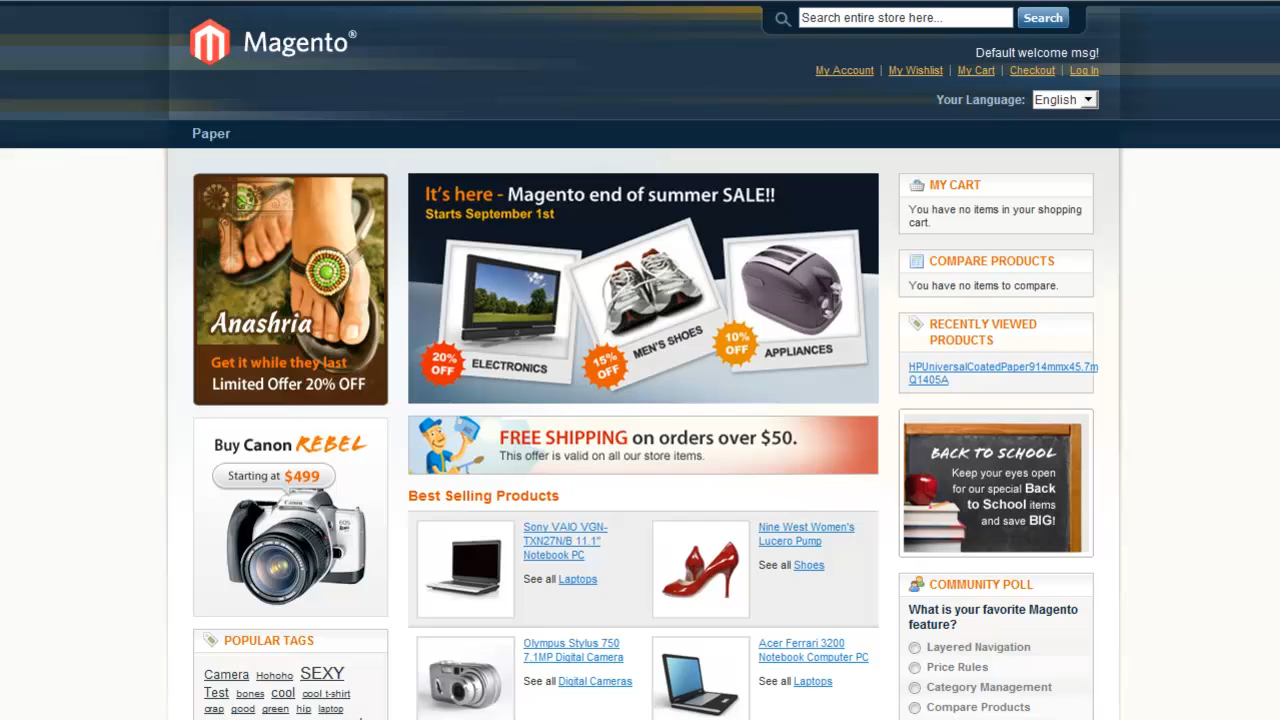 Search entire store here...
Search
Magento®
Default welcome msg!
My Account | My Wishlist | My Cart | Checkout | Log In
Your Language: English
Paper
Anashria
Get it while they last
Limited Offer 20% OFF
It's here - Magento end of summer SALE!!
Starts September 1st
20% OFF
ELECTRONICS
15% OFF
MEN'S SHOES
10% OFF
APPLIANCES
MY CART
You have no items in your shopping
cart.
COMPARE PRODUCTS
You have no items to compare.
RECENTLY VIEWED
PRODUCTS
HPUniversalCoatedPaper914mmx45.7m
Q1405A
Buy Canon REBEL
Starting at $499
Canon
FREE SHIPPING on orders over $50.
This offer is valid on all our store items.
Best Selling Products
Sony VAIO VGN-
TXN27N/B 11.1"
Notebook PC
See all Laptops
Nine West Women's
Lucero Pump
See all Shoes
Olympus Stylus 750
7.1MP Digital Camera
See all Digital Cameras
Acer Ferrari 3200
Notebook Computer PC
See all Laptops
BACK TO SCHOOL
Keep your eyes open
for our special Back
to School items
and save BIG!
COMMUNITY POLL
What is your favorite Magento
feature?
Layered Navigation
Price Rules
Category Management
Compare Products
POPULAR TAGS
Camera Hohoho SEXY
Test bones cool cool t-shirt
crap good green hip laptop